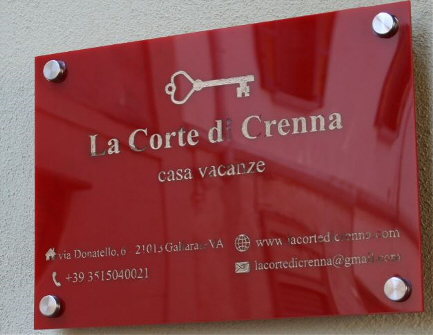 La Corte di Crenna
casa vacanze
via Donatello, 6 21013 Gallarate VA
+39 3515040021
www.lacortedicrenna.com
lacortedicrenna@gmail.com